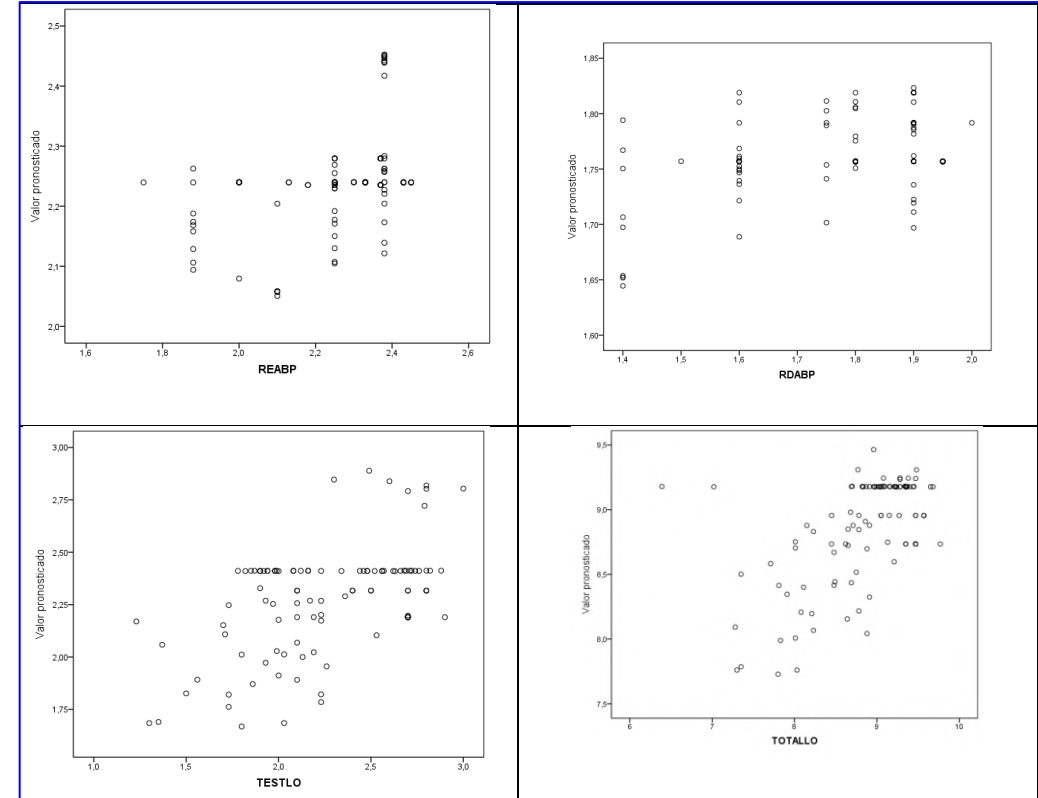 2,5
2,4
2,3
2,2
2,1
2,0
Valor pronosticado
1,6 1,8 2,0 2,2 2,4 2,6
REABP
1,85
1,80
1,75
1,70
1,65
1,60
Valor pronosticado
1,4 1,5 1,6 1,7 1,8 1,9 2,0
RDABP
3,00
2,75
2,50
2,25
2,00
1,75
Valor pronosticado
1,0 1,5 2,0 2,5 3,0
TESTLO
9,5
9,0
8,5
8,0
7,5
Valor pronosticado
6 7 8 9 10
TOTALLO